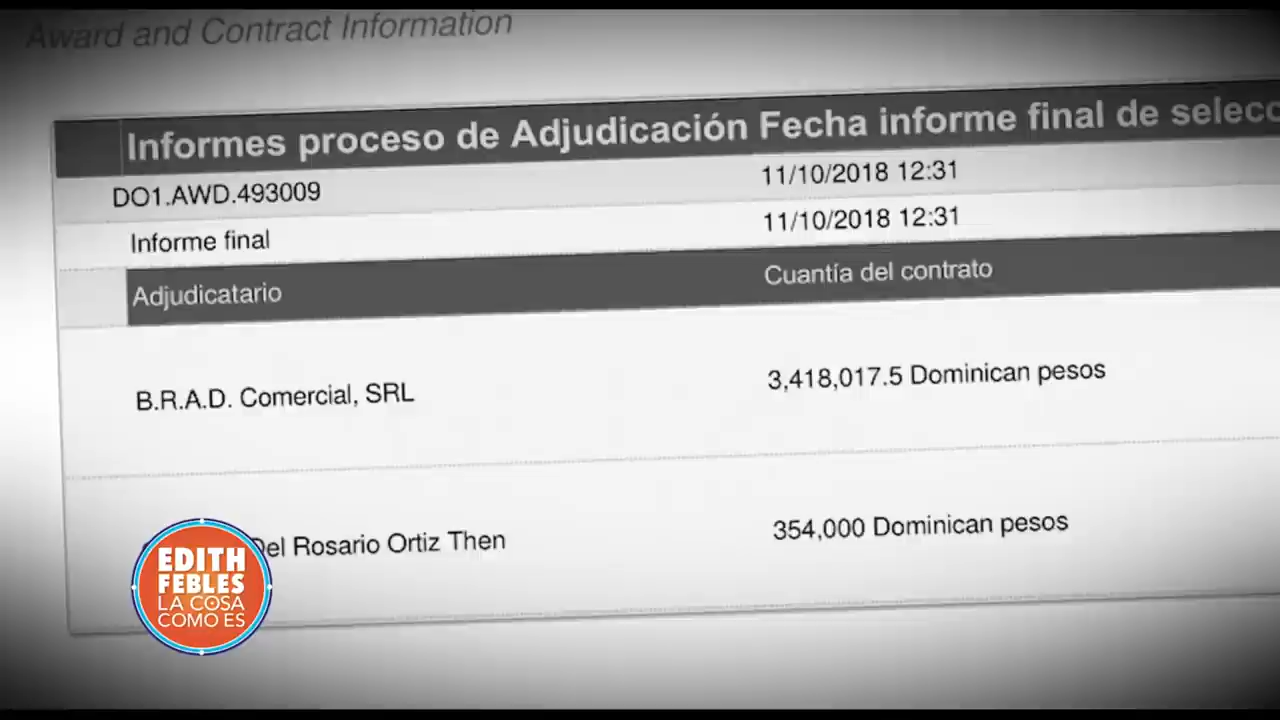 Award and Contract Information
Informes proceso de Adjudicación Fecha informe final de selecc
DO1.AWD.493009 11/10/2018 12:31
Informe final 11/10/2018 12:31
Adjudicatario Cuantía del contrato
B.R.A.D. Comercial, SRL 3,418,017.5 Dominican pesos
Del Rosario Ortiz Then 354,000 Dominican pesos
EDITH
FEBLES
LA COSA
COMO ES